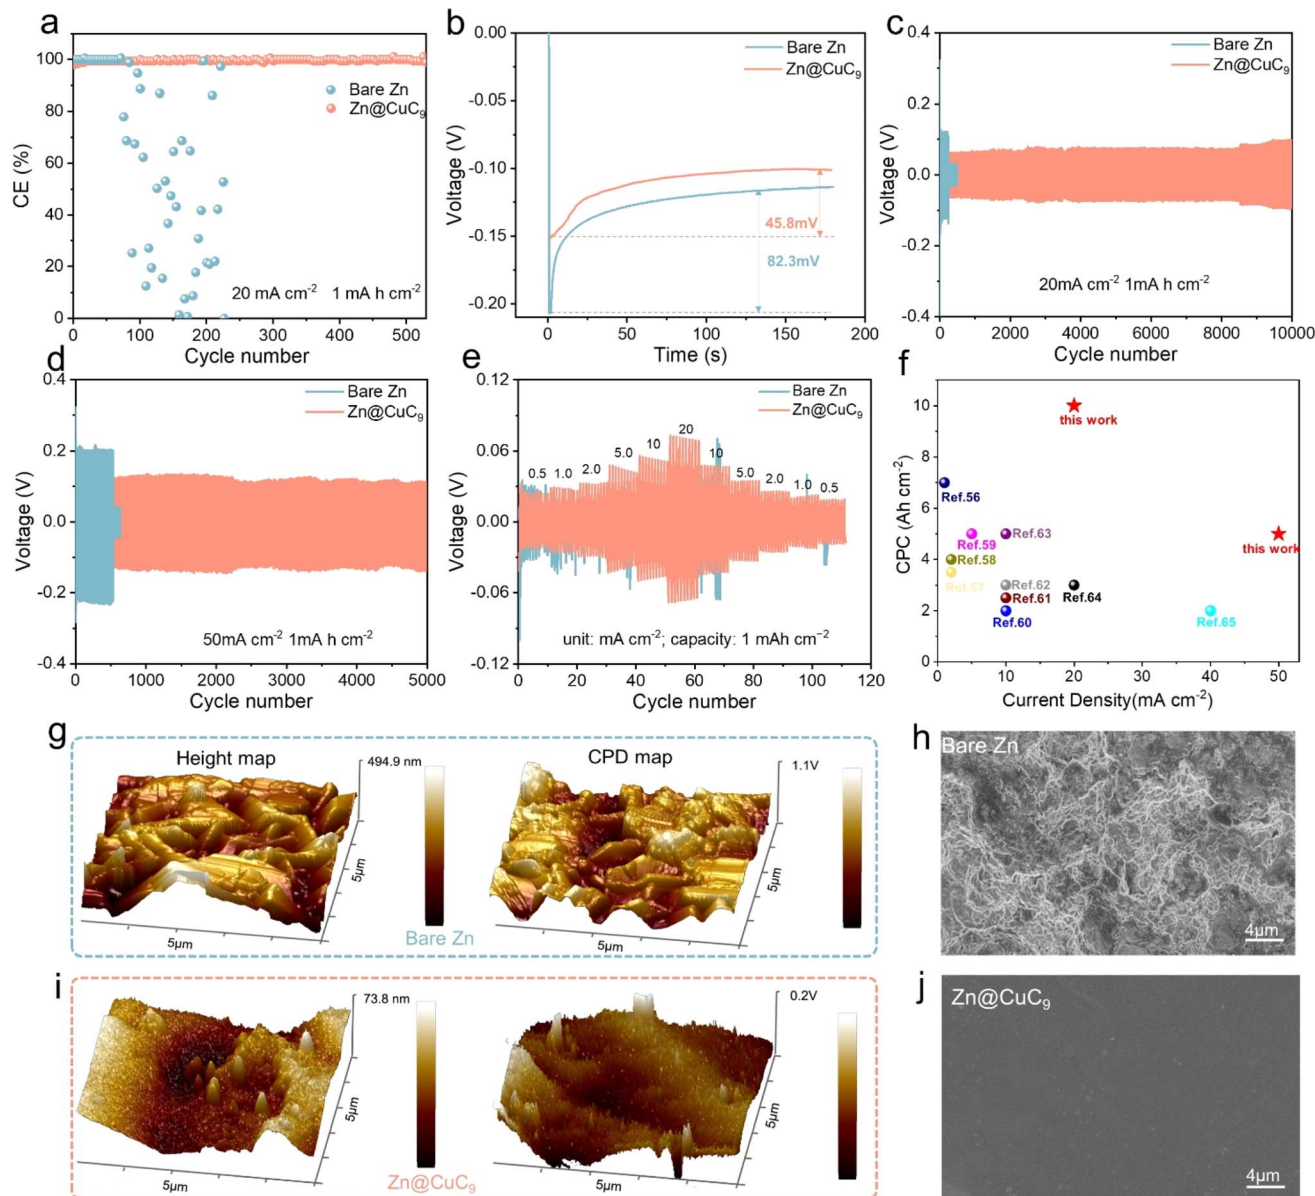 a
CE (%)
100
80
60
40
20
0
Bare Zn
Zn@CuC₉
20 mA cm⁻² 1 mA h cm⁻²
0 100 200 300 400 500
Cycle number
b
Voltage (V)
0.00
-0.05
-0.10
-0.15
-0.20
Bare Zn
Zn@CuC₉
45.8mV
82.3mV
0 50 100 150 200
Time (s)
c
Voltage (V)
0.4
0.2
0.0
-0.2
-0.4
Bare Zn
Zn@CuC₉
20mA cm⁻² 1mA h cm⁻²
0 2000 4000 6000 8000 10000
Cycle number
d
Voltage (V)
0.4
0.2
0.0
-0.2
-0.4
Bare Zn
Zn@CuC₉
50mA cm⁻² 1mA h cm⁻²
0 1000 2000 3000 4000 5000
Cycle number
e
Voltage (V)
0.12
0.06
0.00
-0.06
-0.12
Bare Zn
Zn@CuC₉
0.5 1.0 2.0 5.0 10 20 10 5.0 2.0 1.0 0.5
unit: mA cm⁻²; capacity: 1 mAh cm⁻²
0 20 40 60 80 100 120
Cycle number
f
CPC (Ah cm⁻²)
10
8
6
4
2
0
this work
Ref.56
Ref.59
Ref.63
this work
Ref.58
Ref.57
Ref.62
Ref.61
Ref.64
Ref.60
Ref.65
0 10 20 30 40 50
Current Density(mA cm⁻²)
g
Height map
494.9 nm
5μm
5μm
CPD map
1.1V
5μm
5μm
Bare Zn
h
Bare Zn
4μm
i
73.8 nm
5μm
5μm
0.2V
5μm
5μm
Zn@CuC₉
j
Zn@CuC₉
4μm